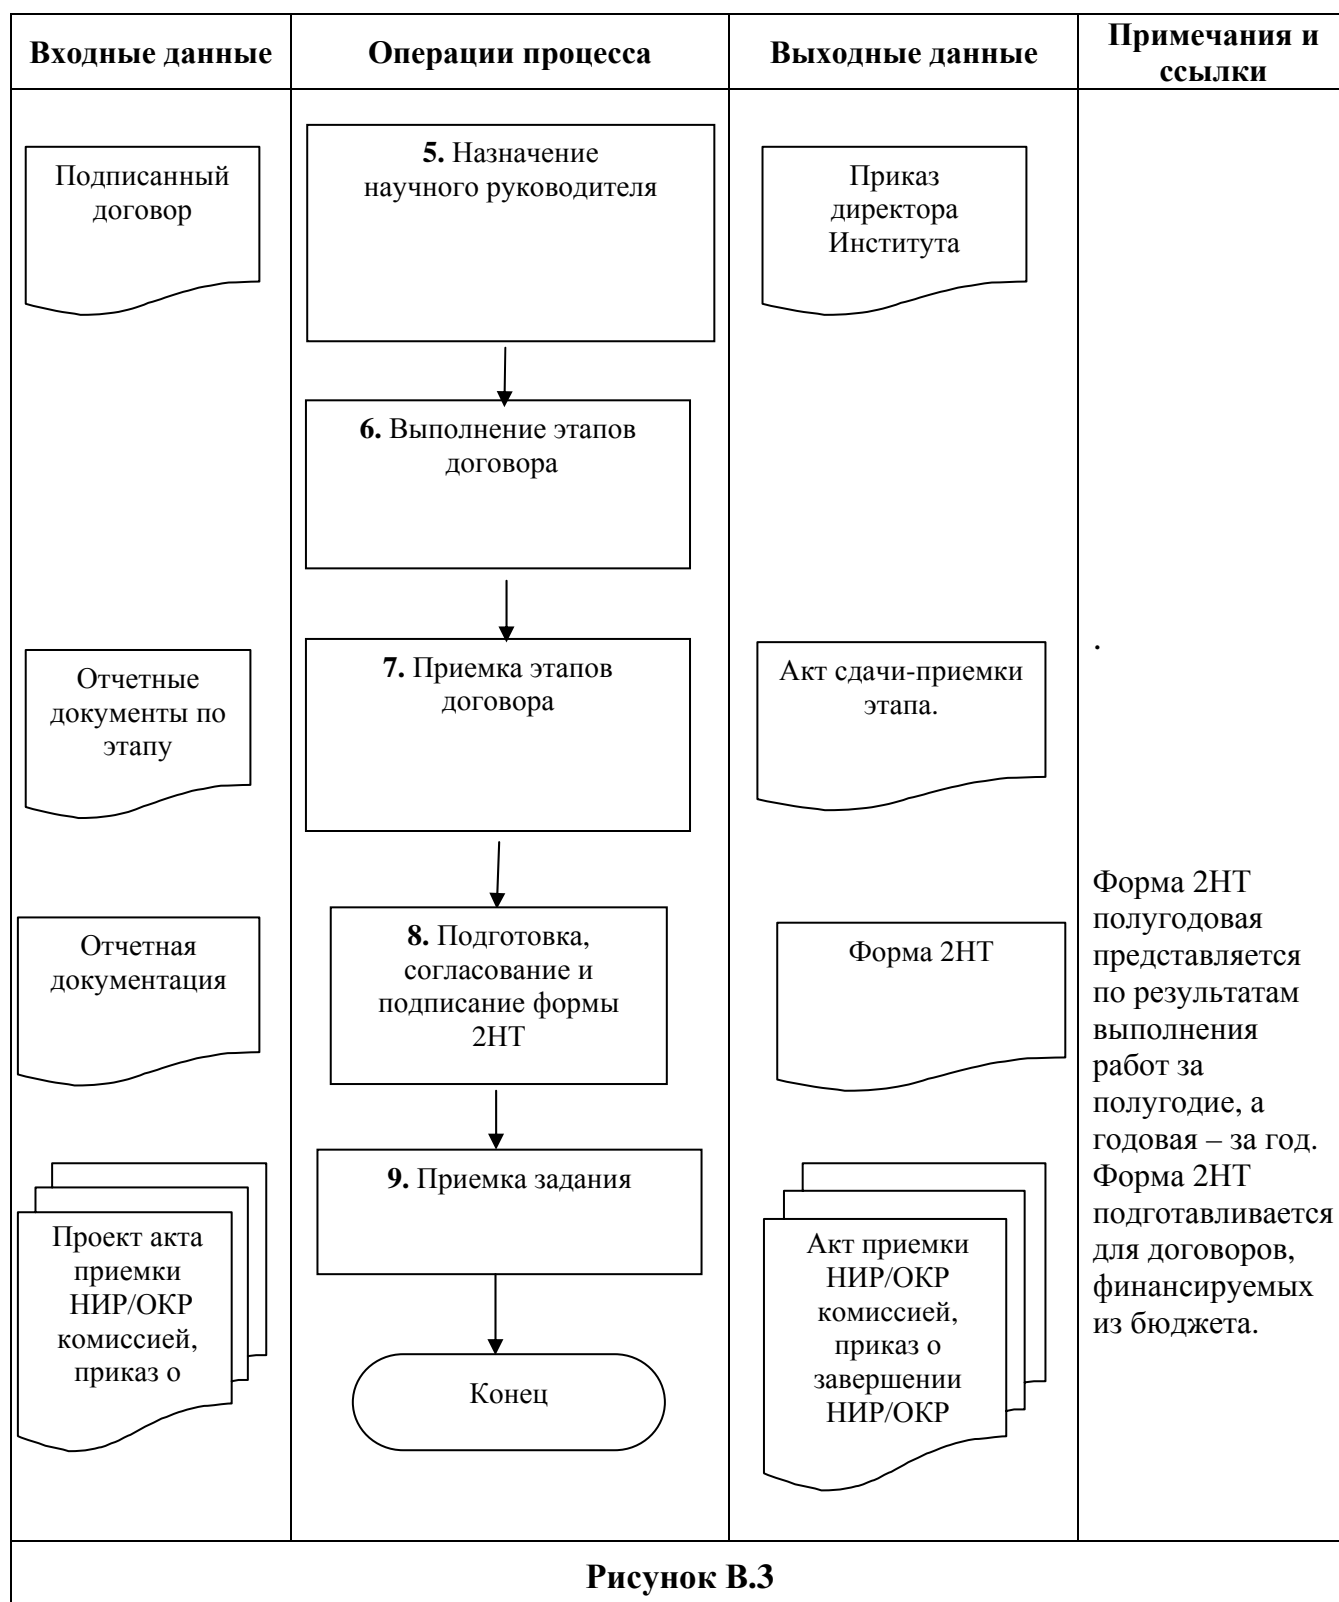 Входные данные
Операции процесса
Выходные данные
Примечания и
ссылки
Подписанный
договор
5. Назначение
научного руководителя
Приказ
директора
Института
6. Выполнение этапов
договора
Отчетные
документы по
этапу
7. Приемка этапов
договора
Акт сдачи-приемки
этапа.
.
Отчетная
документация
8. Подготовка,
согласование и
подписание формы
2НТ
Форма 2НТ
Форма 2НТ
полугодовая
представляется
по результатам
выполнения
работ за
полугодие, а
годовая – за год.
Форма 2НТ
подготавливается
для договоров,
финансируемых
из бюджета.
Проект акта
приемки
НИР/ОКР
комиссией,
приказ о
9. Приемка задания
Акт приемки
НИР/ОКР
комиссией,
приказ о
завершении
НИР/ОКР
Конец
Рисунок В.3